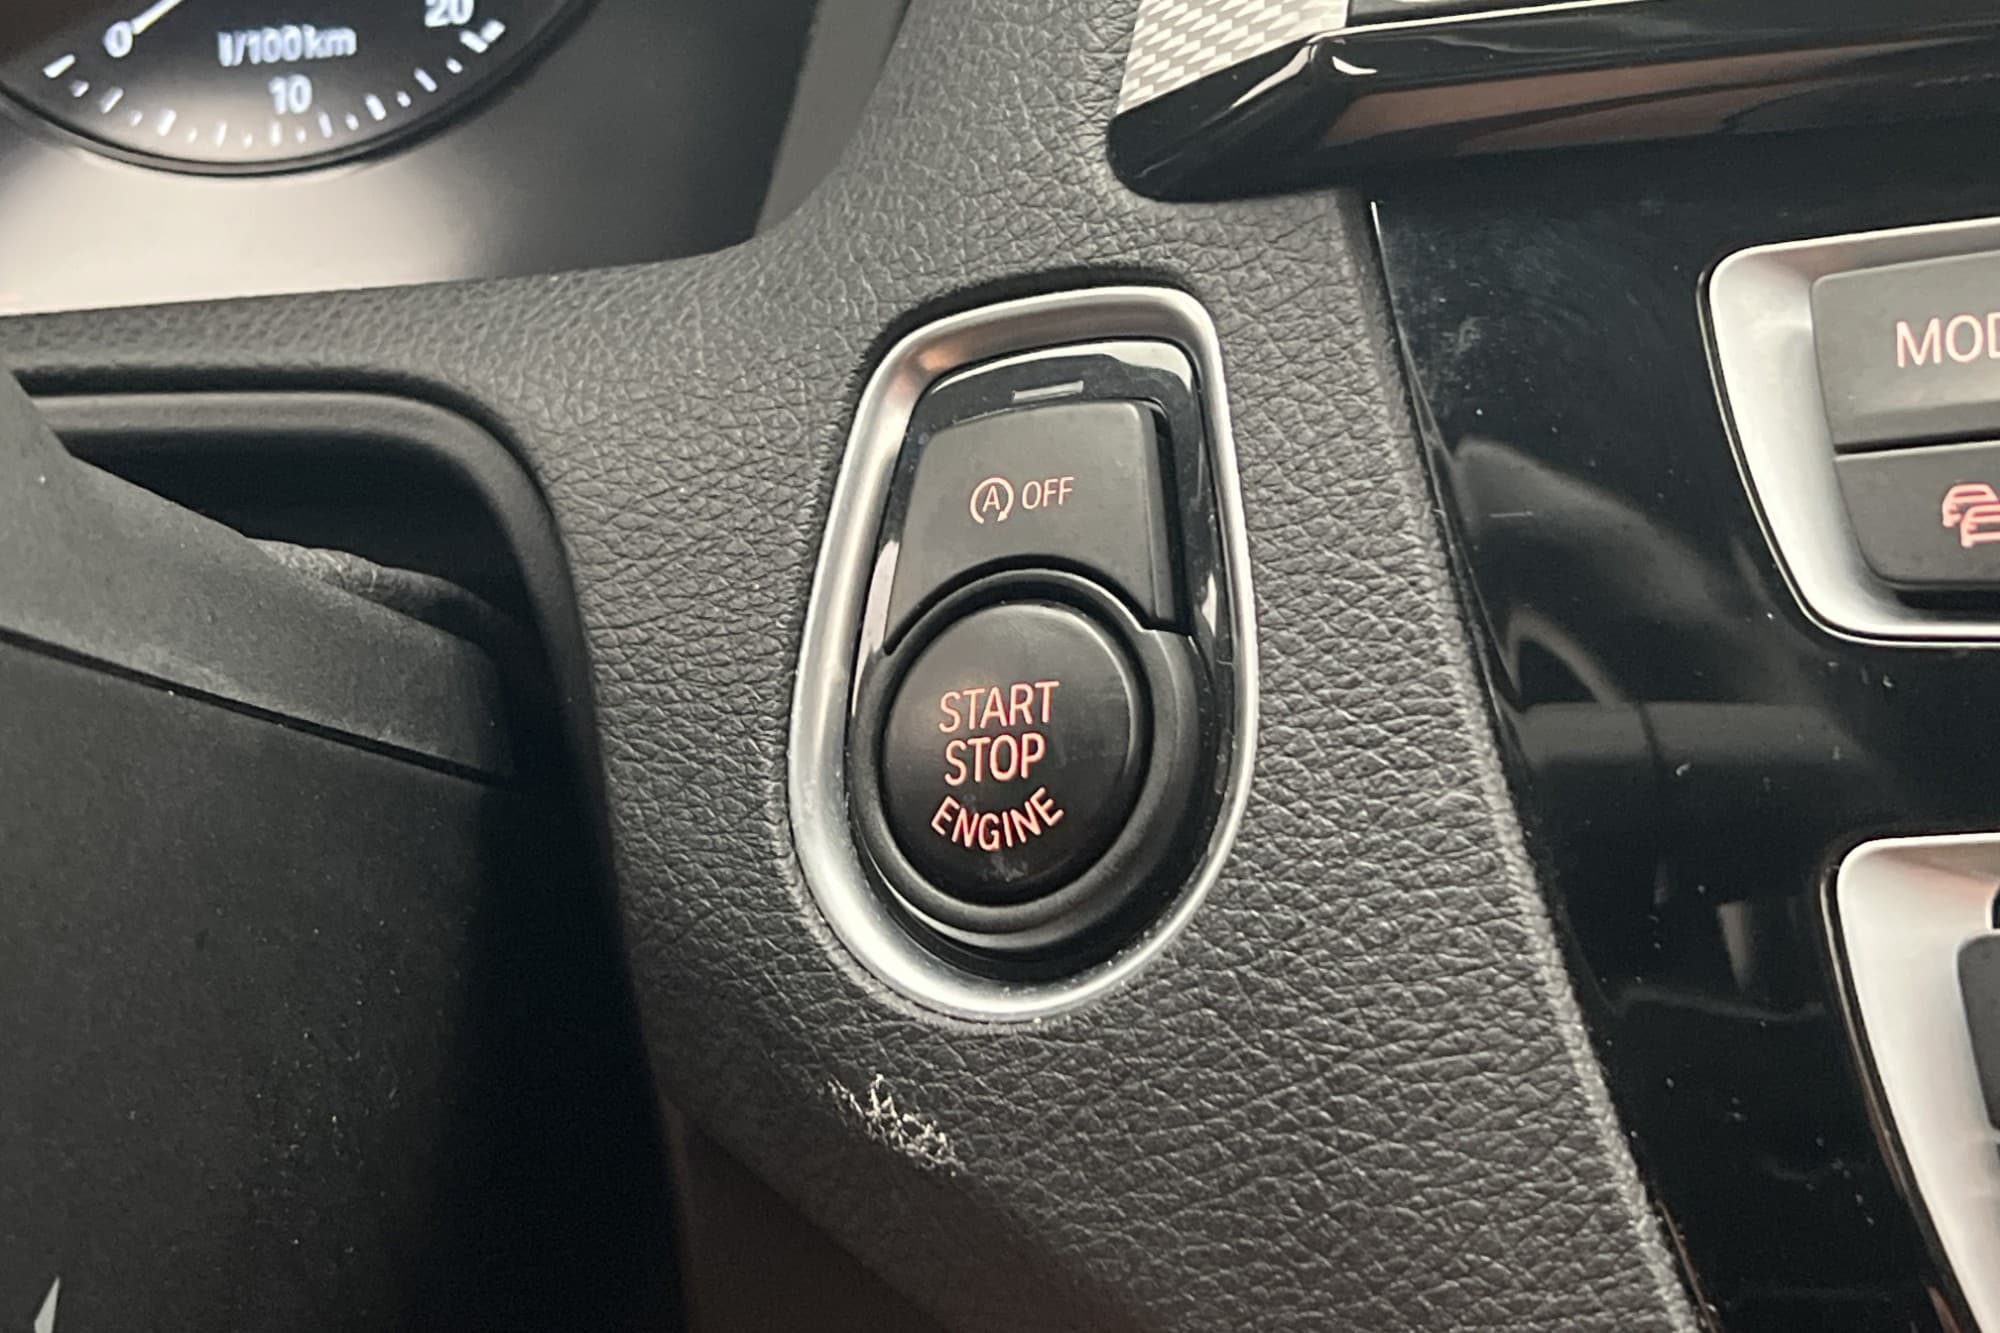 0
20
l/100km
10
MOD
A OFF
START
STOP
ENGINE